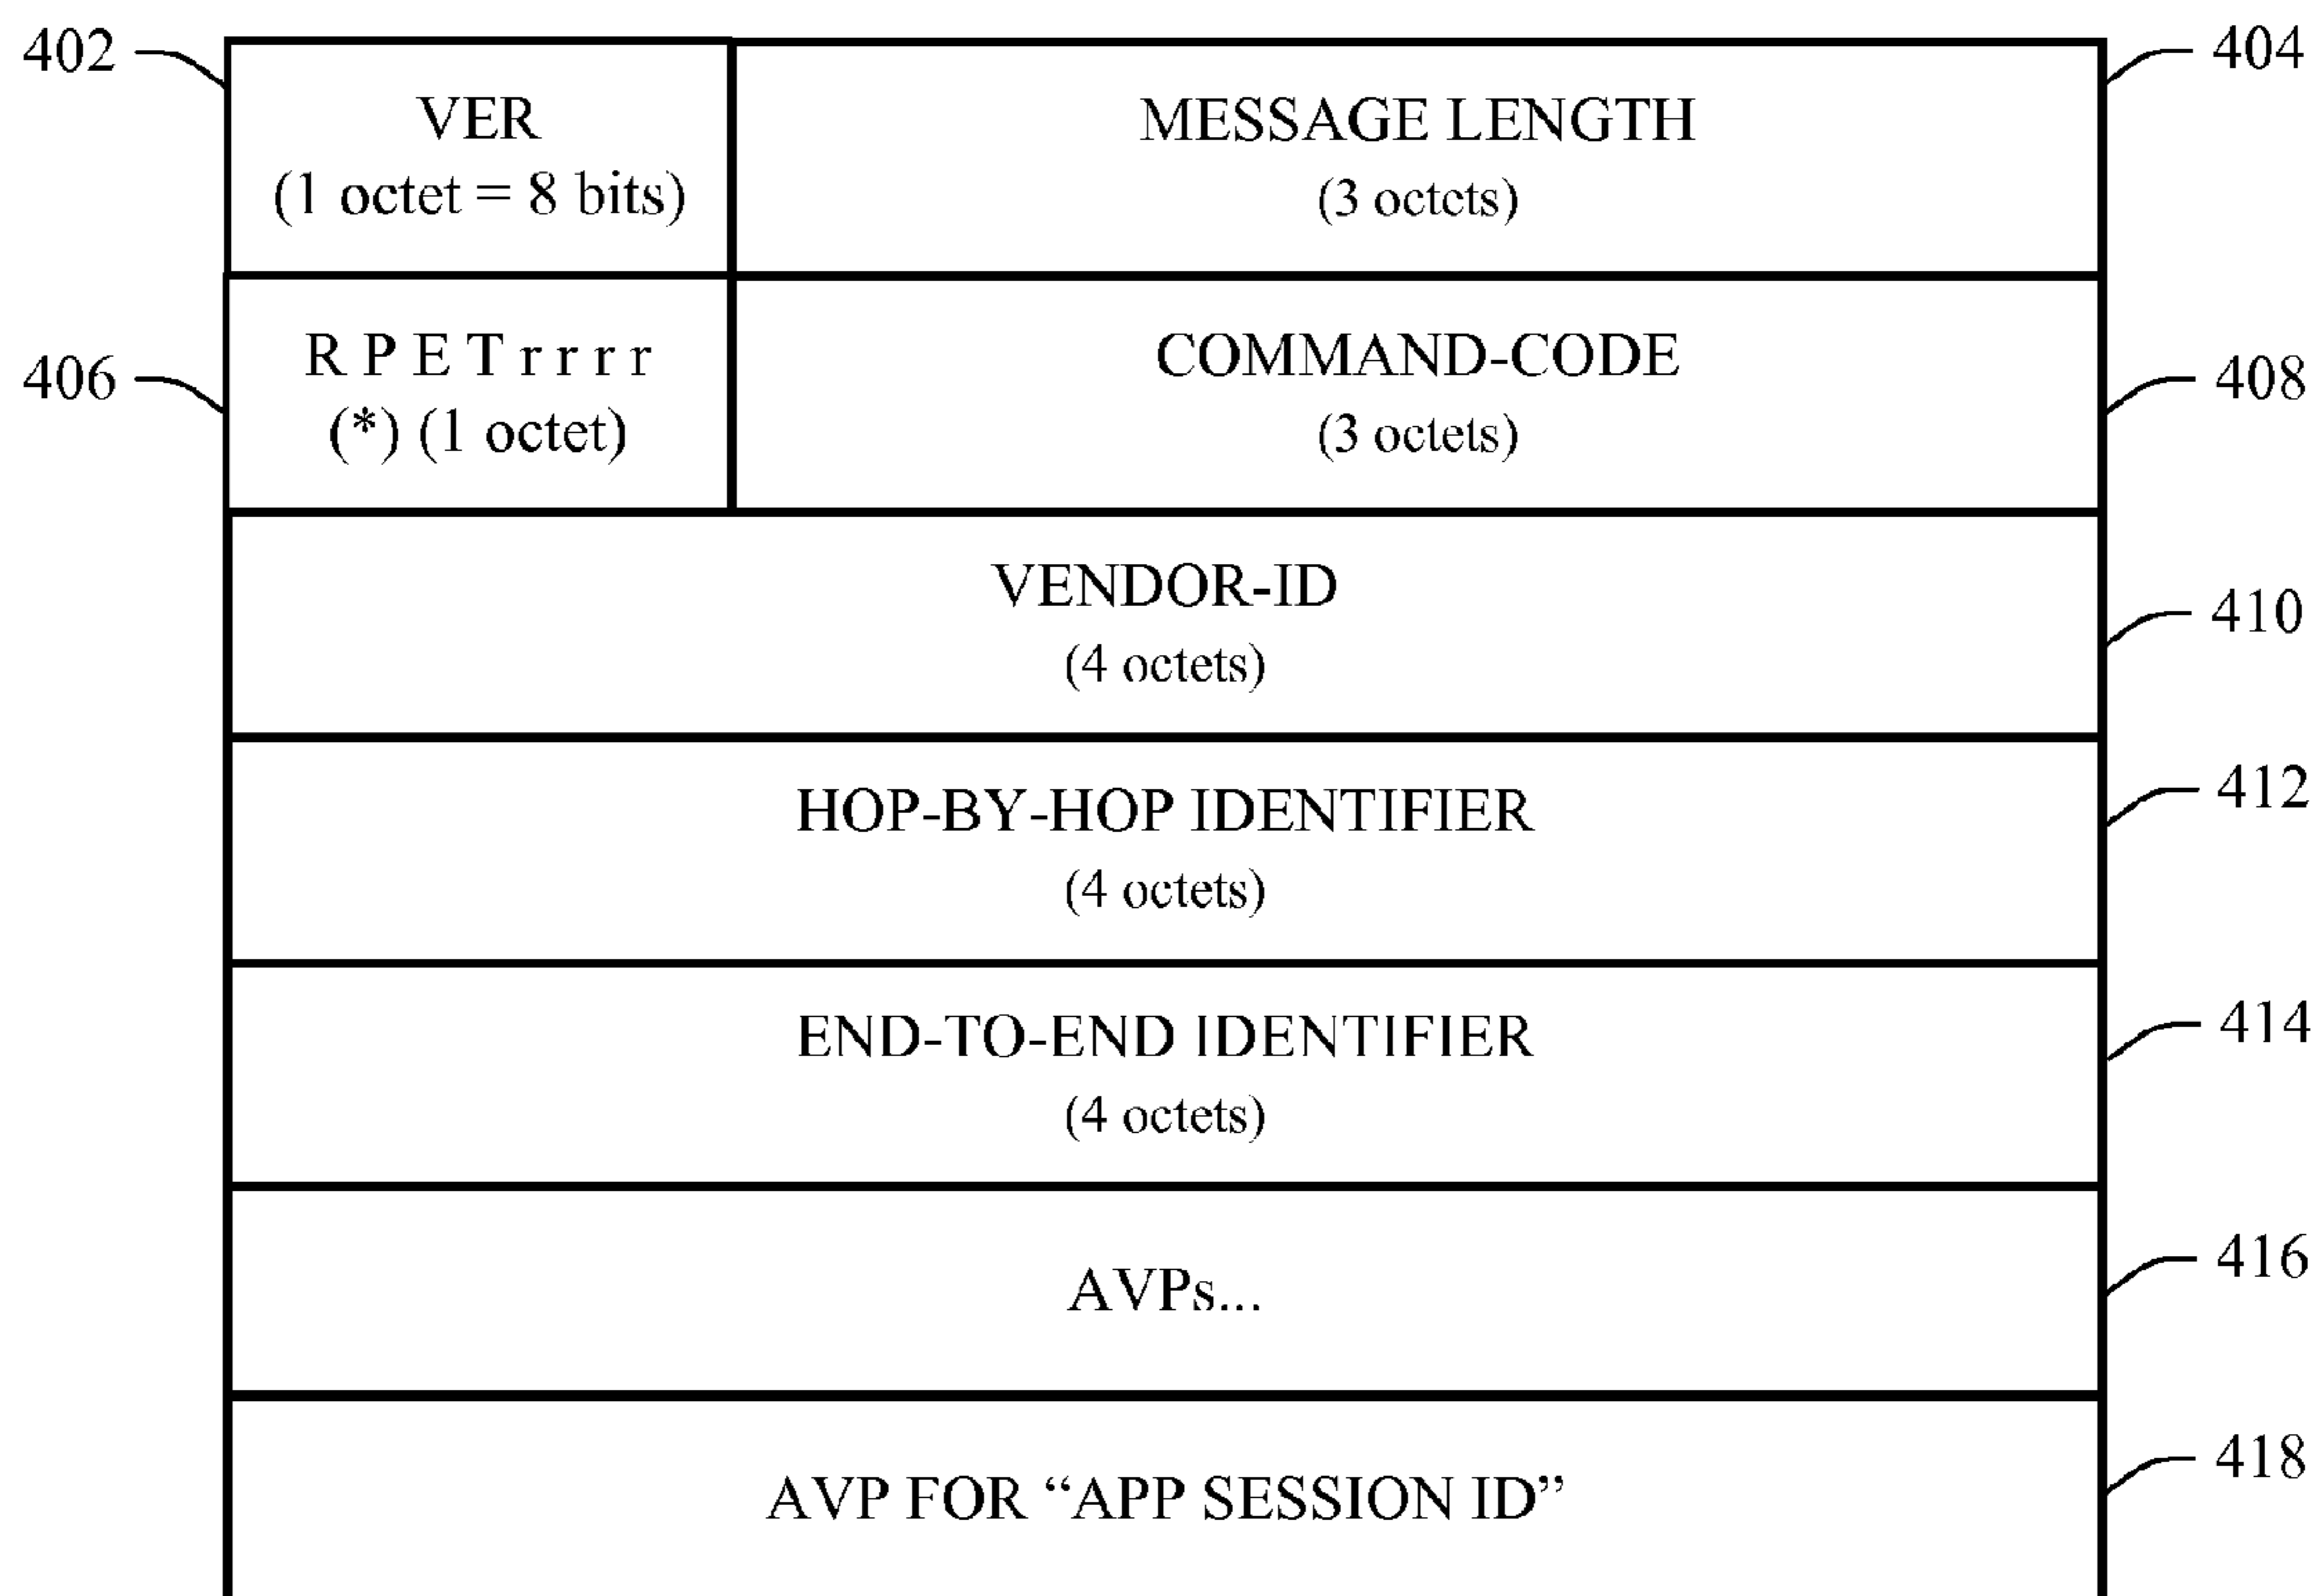 402
404
VER
(1 octet = 8 bits)
MESSAGE LENGTH
(3 octets)
406
R P E T r r r r
(*) (1 octet)
COMMAND-CODE
(3 octets)
408
VENDOR-ID
(4 octets)
410
HOP-BY-HOP IDENTIFIER
(4 octets)
412
END-TO-END IDENTIFIER
(4 octets)
414
AVPs...
416
AVP FOR “APP SESSION ID”
418